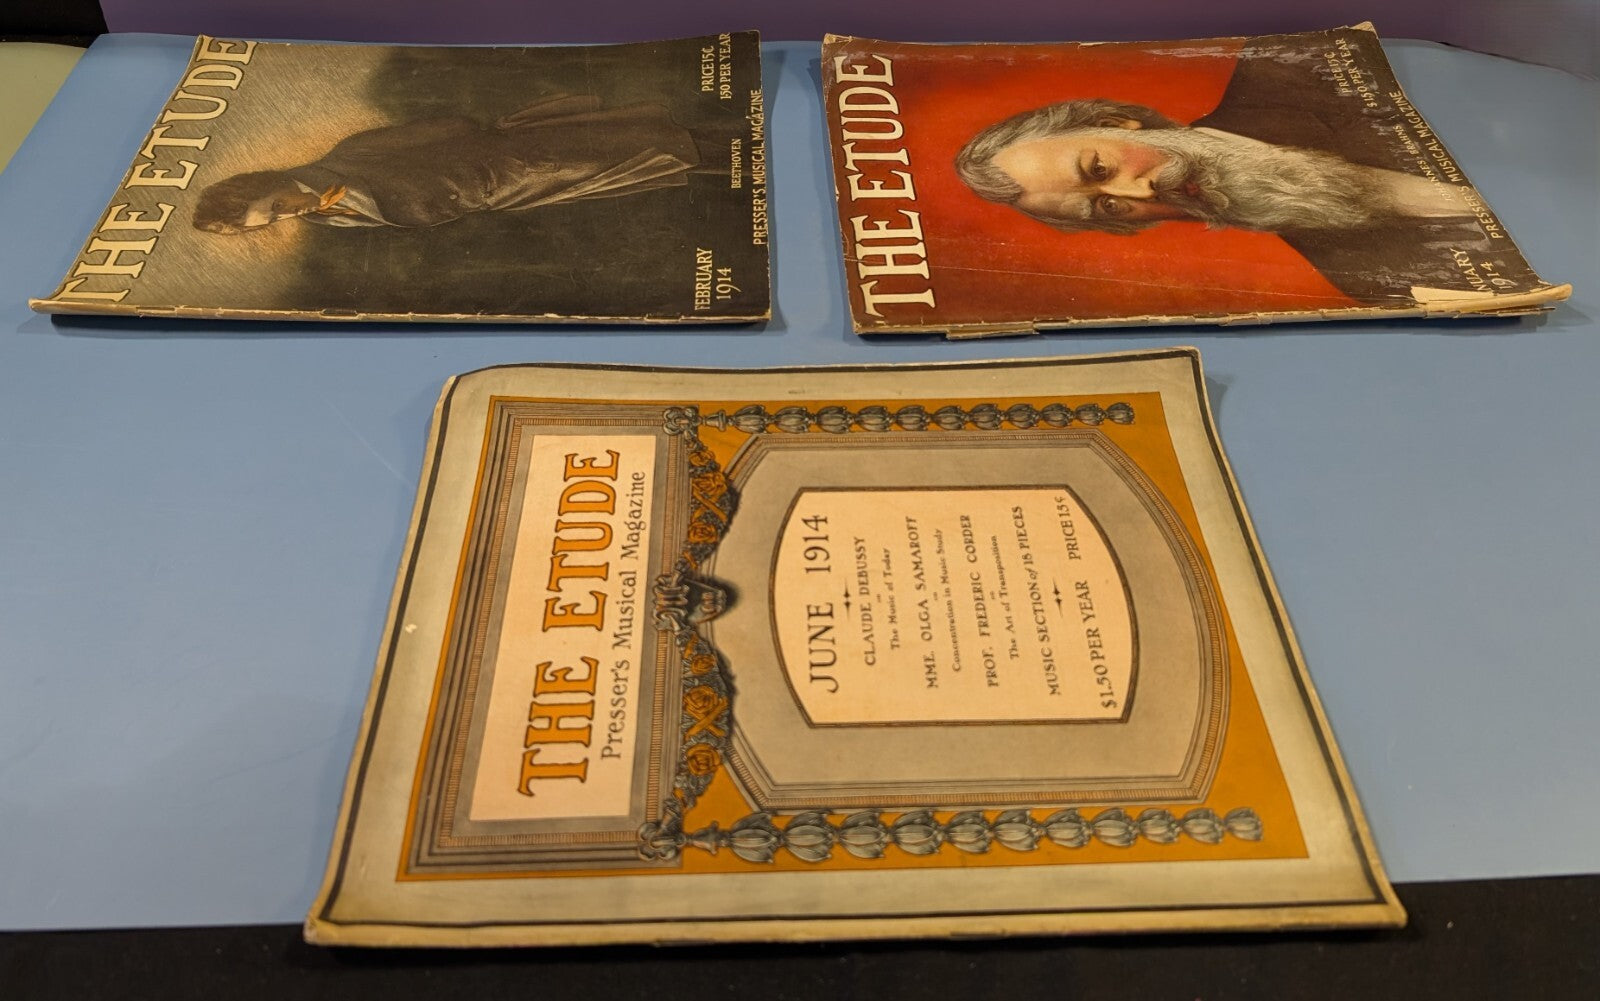 THE ETUDE
BEETHOVEN
PRICE 15¢
150 PER YEAR
FEBRUARY
1914
PRESSER'S MUSICAL MAGAZINE
THE ETUDE
PRICE 15¢
$1.50 PER YEAR
JOHANNES BRAHMS
NUARY
1914
PRESSER'S MUSICAL MAGAZINE
THE ETUDE
Presser's Musical Magazine
JUNE 1914
CLAUDE DEBUSSY
on
The Music of Today
MME. OLGA SAMAROFF
on
Concentration in Music Study
PROF. FREDERIC CORDER
on
The Art of Transposition
MUSIC SECTION of 18 PIECES
$1.50 PER YEAR PRICE 15¢